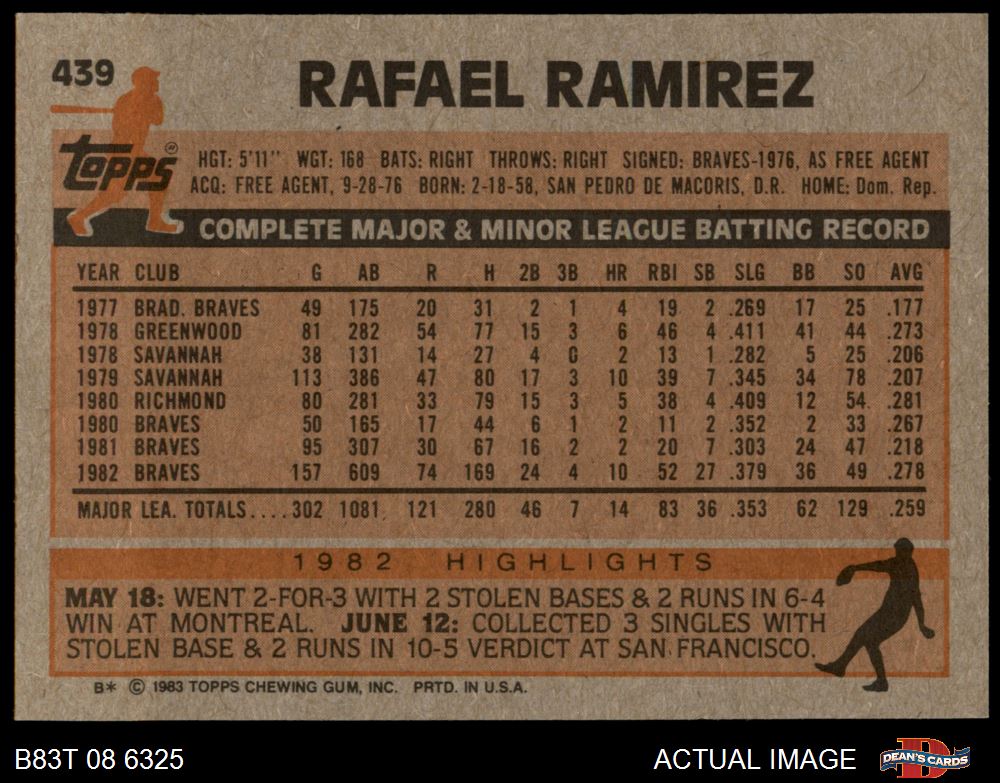 439
RAFAEL RAMIREZ
Topps®
HGT: 5'11" WGT: 168 BATS: RIGHT THROWS: RIGHT SIGNED: BRAVES-1976, AS FREE AGENT
ACQ: FREE AGENT, 9-28-76 BORN: 2-18-58, SAN PEDRO DE MACORIS, D.R. HOME: Dom. Rep.
COMPLETE MAJOR & MINOR LEAGUE BATTING RECORD
YEAR CLUB G AB R H 2B 3B HR RBI SB SLG BB SO AVG
1977 BRAD. BRAVES 49 175 20 31 2 1 4 19 2 .269 17 25 .177
1978 GREENWOOD 81 282 54 77 15 3 6 46 4 .411 41 44 .273
1978 SAVANNAH 38 131 14 27 4 0 2 13 1 .282 5 25 .206
1979 SAVANNAH 113 386 47 80 17 3 10 39 7 .345 34 78 .207
1980 RICHMOND 80 281 33 79 15 3 5 38 4 .409 12 54 .281
1980 BRAVES 50 165 17 44 6 1 2 11 2 .352 2 33 .267
1981 BRAVES 95 307 30 67 16 2 2 20 7 .303 24 47 .218
1982 BRAVES 157 609 74 169 24 4 10 52 27 .379 36 49 .278
MAJOR LEA. TOTALS....302 1081 121 280 46 7 14 83 36 .353 62 129 .259
1982 HIGHLIGHTS
MAY 18: WENT 2-FOR-3 WITH 2 STOLEN BASES & 2 RUNS IN 6-4
WIN AT MONTREAL. JUNE 12: COLLECTED 3 SINGLES WITH
STOLEN BASE & 2 RUNS IN 10-5 VERDICT AT SAN FRANCISCO.
B* © 1983 TOPPS CHEWING GUM, INC. PRTD. IN U.S.A.
B83T 08 6325
ACTUAL IMAGE
D
DEAN'S CARDS